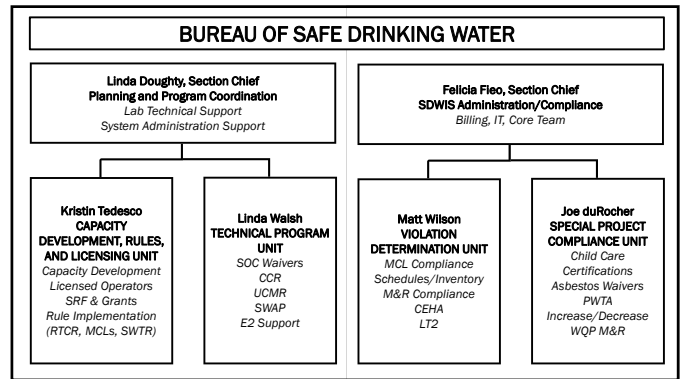 BUREAU OF SAFE DRINKING WATER
Linda Doughty, Section Chief
Planning and Program Coordination
Lab Technical Support
System Administration Support
Felicia Fieo, Section Chief
SDWIS Administration/Compliance
Billing, IT, Core Team
Kristin Tedesco
CAPACITY
DEVELOPMENT, RULES,
AND LICENSING UNIT
Capacity Development
Licensed Operators
SRF & Grants
Rule Implementation
(RTCR, MCLs, SWTR)
Linda Walsh
TECHNICAL PROGRAM
UNIT
SOC Waivers
CCR
UCMR
SWAP
E2 Support
Matt Wilson
VIOLATION
DETERMINATION UNIT
MCL Compliance
Schedules/Inventory
M&R Compliance
CEHA
LT2
Joe duRocher
SPECIAL PROJECT
COMPLIANCE UNIT
Child Care
Certifications
Asbestos Waivers
PWTA
Increase/Decrease
WQP M&R